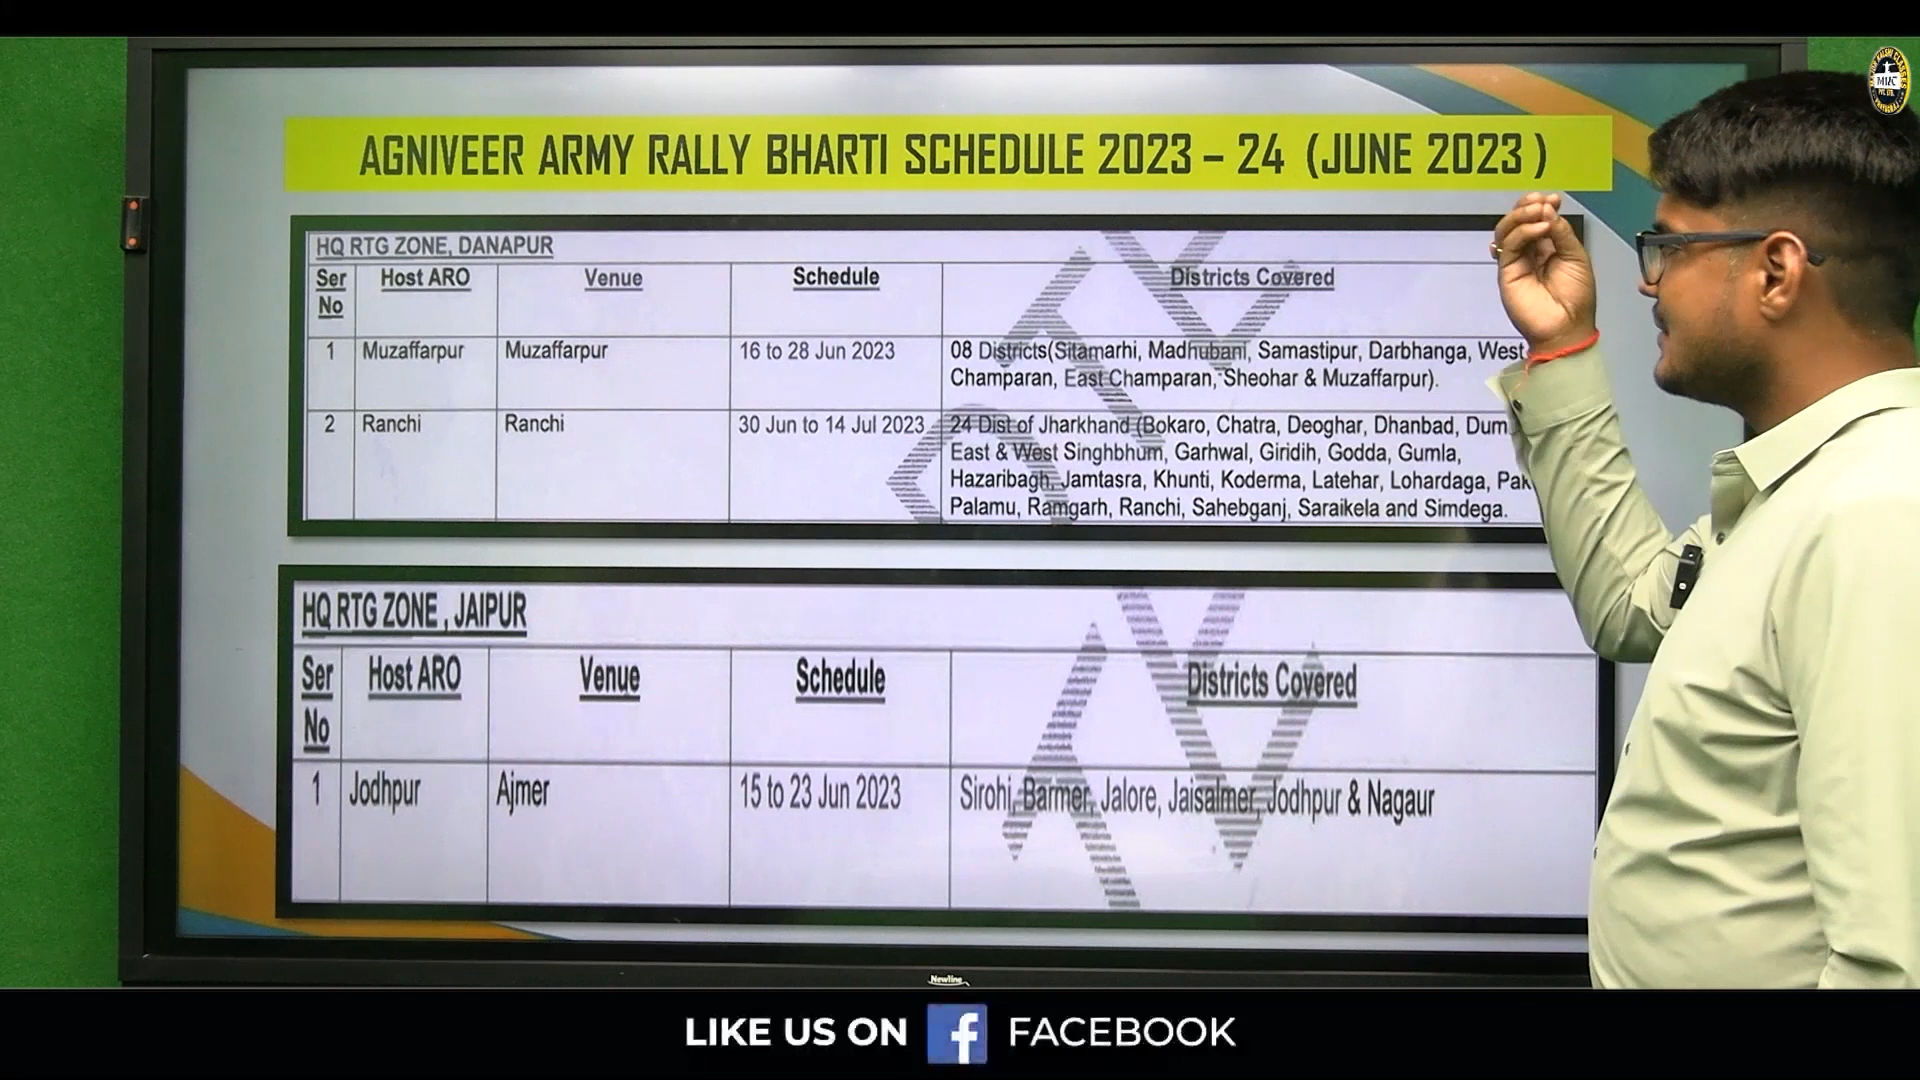 AGNIVEER ARMY RALLY BHARTI SCHEDULE 2023 – 24 (JUNE 2023 )
HQ RTG ZONE, DANAPUR
Ser No Host ARO Venue Schedule Districts Covered
1 Muzaffarpur Muzaffarpur 16 to 28 Jun 2023 08 Districts(Sitamarhi, Madhubani, Samastipur, Darbhanga, West
Champaran, East Champaran, Sheohar & Muzaffarpur).
2 Ranchi Ranchi 30 Jun to 14 Jul 2023 24 Dist of Jharkhand (Bokaro, Chatra, Deoghar, Dhanbad, Dum
East & West Singhbhum, Garhwal, Giridih, Godda, Gumla,
Hazaribagh, Jamtasra, Khunti, Koderma, Latehar, Lohardaga, Pak
Palamu, Ramgarh, Ranchi, Sahebganj, Saraikela and Simdega.
HQ RTG ZONE , JAIPUR
Ser No Host ARO Venue Schedule Districts Covered
1 Jodhpur Ajmer 15 to 23 Jun 2023 Sirohi, Barmer, Jalore, Jaisalmer, Jodhpur & Nagaur
Newline
LIKE US ON f FACEBOOK